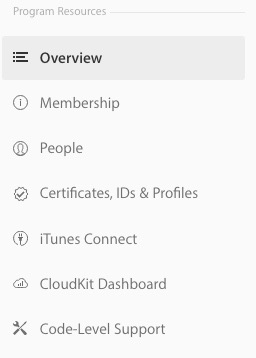 Program Resources
Overview
Membership
People
Certificates, IDs & Profiles
iTunes Connect
CloudKit Dashboard
Code-Level Support